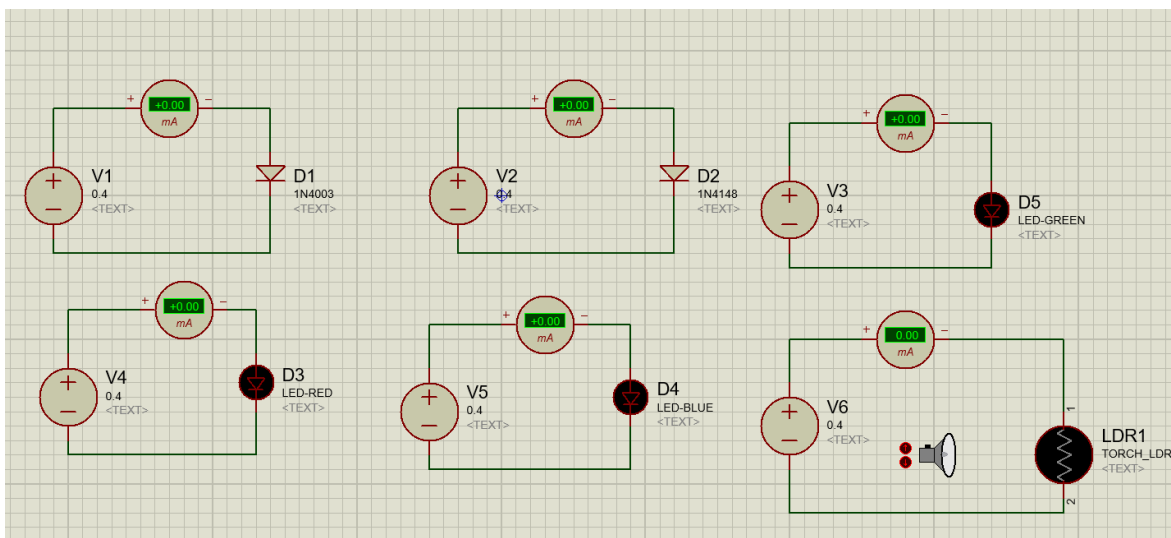 + +0.00 −
mA
V1
0.4
<TEXT>
D1
1N4003
<TEXT>
+ +0.00 −
mA
V2
0.4
<TEXT>
D2
1N4148
<TEXT>
+ +0.00 −
mA
V3
0.4
<TEXT>
D5
LED-GREEN
<TEXT>
+ +0.00 −
mA
V4
0.4
<TEXT>
D3
LED-RED
<TEXT>
+ +0.00 −
mA
V5
0.4
<TEXT>
D4
LED-BLUE
<TEXT>
+ 0.00 −
mA
V6
0.4
<TEXT>
1
LDR1
TORCH_LDR
<TEXT>
2